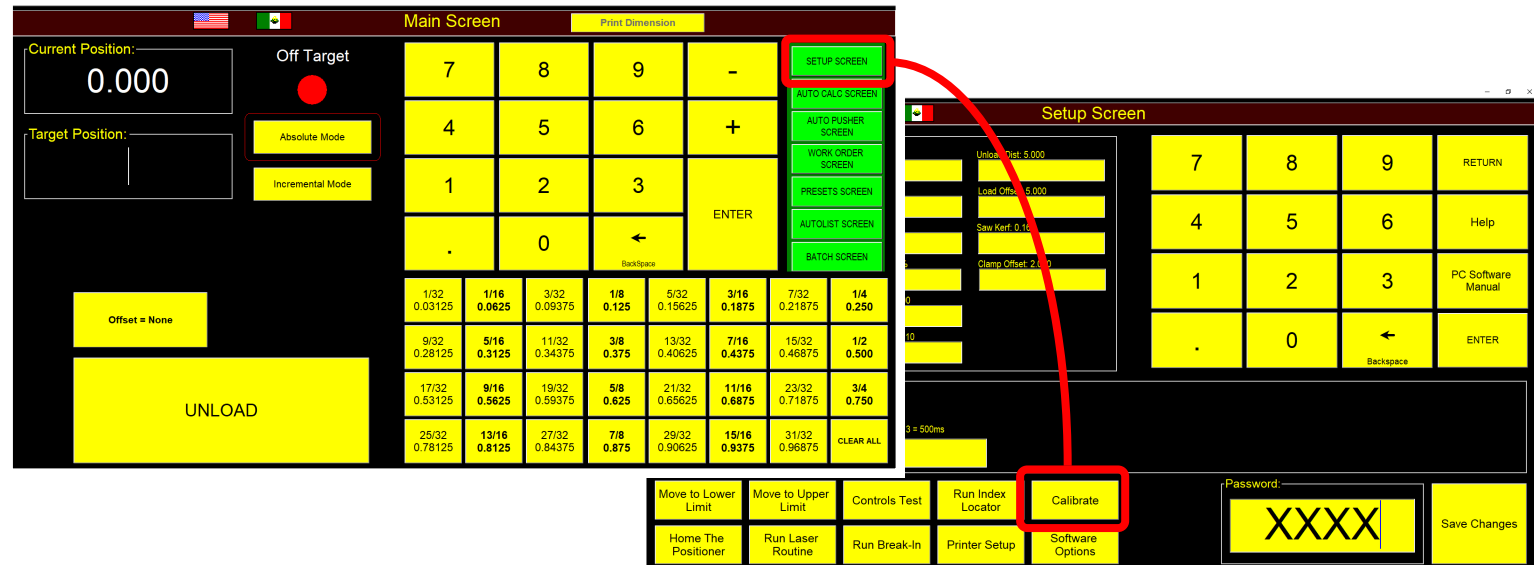 Main Screen
Print Dimension
Current Position:
0.000
Off Target
Target Position:
Absolute Mode
Incremental Mode
Offset = None
UNLOAD
7
8
9
-
4
5
6
+
1
2
3
ENTER
.
0
BackSpace
SETUP SCREEN
AUTO CALC SCREEN
AUTO PUSHER
SCREEN
WORK ORDER
SCREEN
PRESETS SCREEN
AUTOLIST SCREEN
BATCH SCREEN
1/32
0.03125
1/16
0.0625
3/32
0.09375
1/8
0.125
5/32
0.15625
3/16
0.1875
7/32
0.21875
1/4
0.250
9/32
0.28125
5/16
0.3125
11/32
0.34375
3/8
0.375
13/32
0.40625
7/16
0.4375
15/32
0.46875
1/2
0.500
17/32
0.53125
9/16
0.5625
19/32
0.59375
5/8
0.625
21/32
0.65625
11/16
0.6875
23/32
0.71875
3/4
0.750
25/32
0.78125
13/16
0.8125
27/32
0.84375
7/8
0.875
29/32
0.90625
15/16
0.9375
31/32
0.96875
CLEAR ALL
Setup Screen
Unload Dist: 5.000
Load Offset: 5.000
Saw Kerf: 0.16
Clamp Offset: 2.000
0
10
7
8
9
RETURN
4
5
6
Help
1
2
3
PC Software
Manual
.
0
Backspace
ENTER
3 = 500ms
Move to Lower
Limit
Move to Upper
Limit
Controls Test
Run Index
Locator
Calibrate
Home The
Positioner
Run Laser
Routine
Run Break-In
Printer Setup
Software
Options
Password:
XXXX
Save Changes